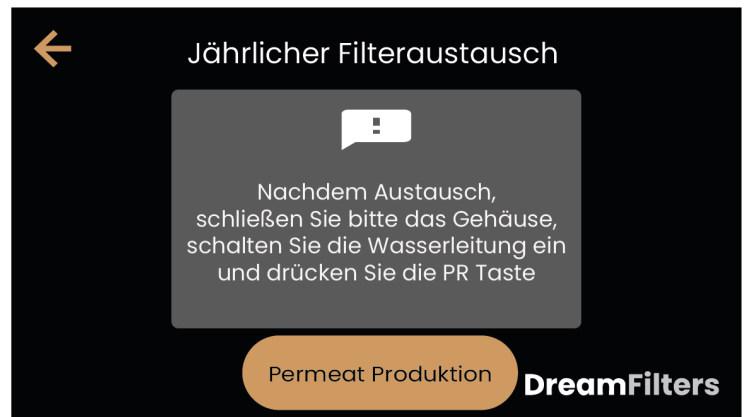 Jährlicher Filteraustausch
Nachdem Austausch,
schließen Sie bitte das Gehäuse,
schalten Sie die Wasserleitung ein
und drücken Sie die PR Taste
Permeat Produktion
DreamFilters